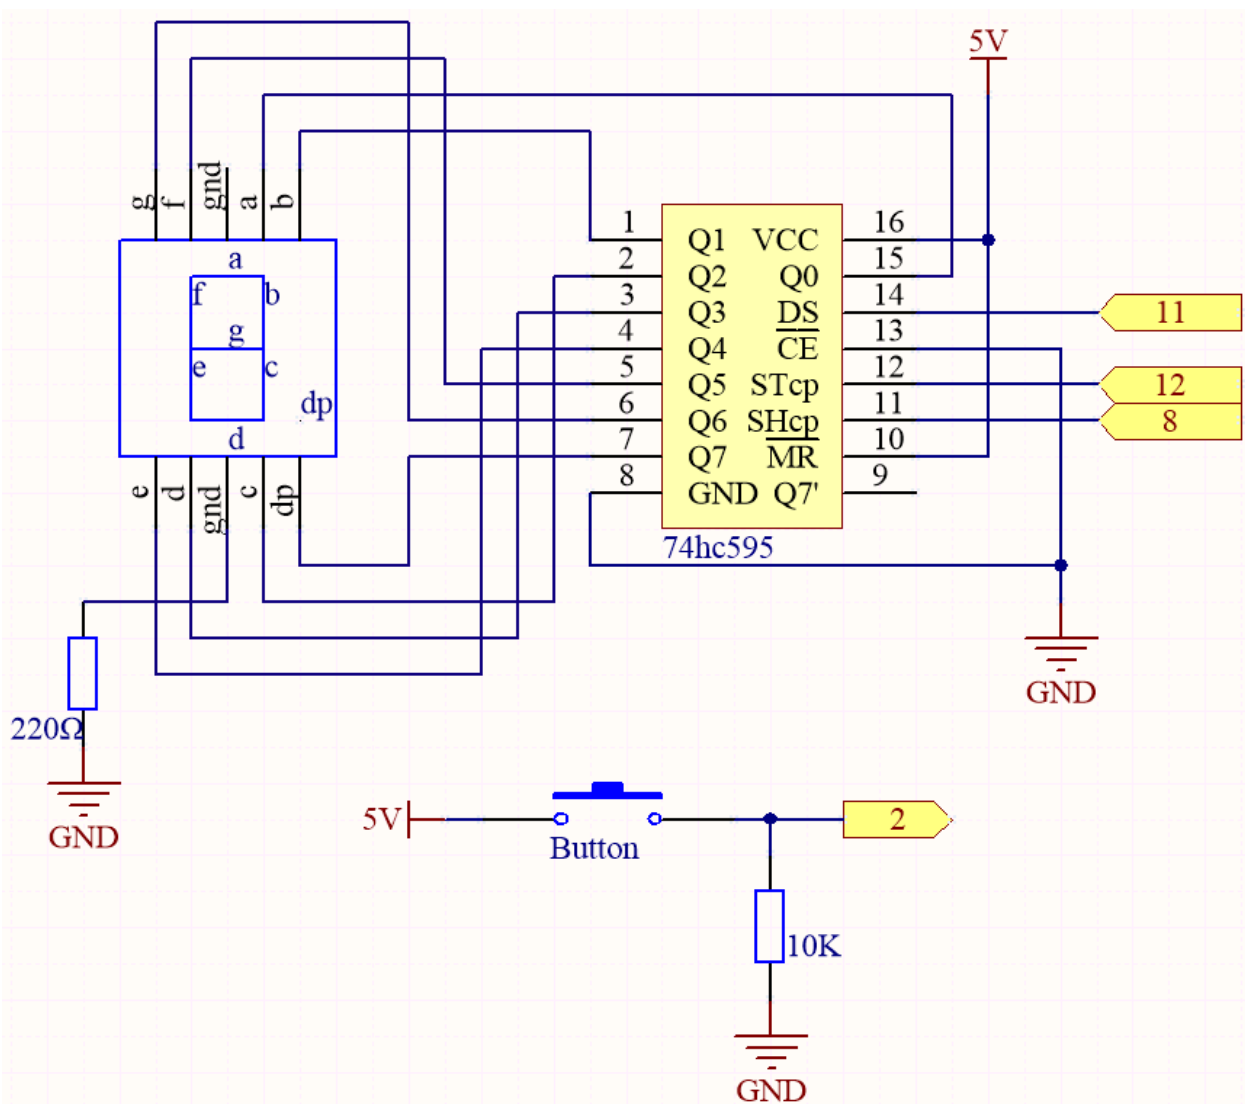 5V
g f gnd a b
a
f b
g
e c
dp
d
e d gnd c dp
1 Q1 VCC 16
2 Q2 Q0 15
3 Q3 DS 14
4 Q4 CE 13
5 Q5 STcp 12
6 Q6 SHcp 11
7 Q7 MR 10
8 GND Q7' 9
74hc595
11
12
8
GND
220Ω
GND
5V
Button
2
10K
GND